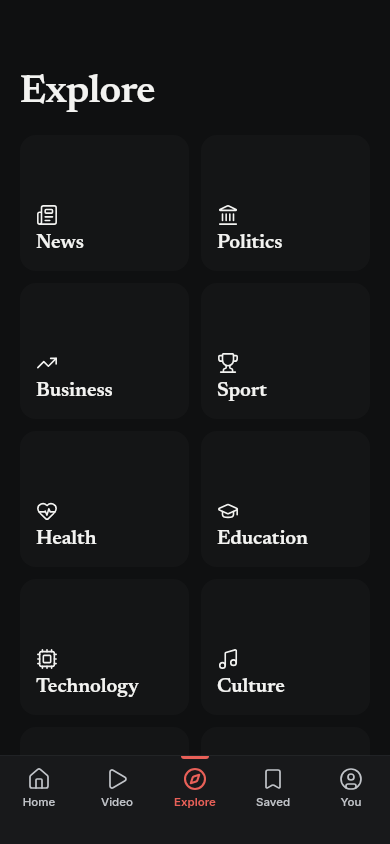 Explore
News
Politics
Business
Sport
Health
Education
Technology
Culture
Home
Video
Explore
Saved
You